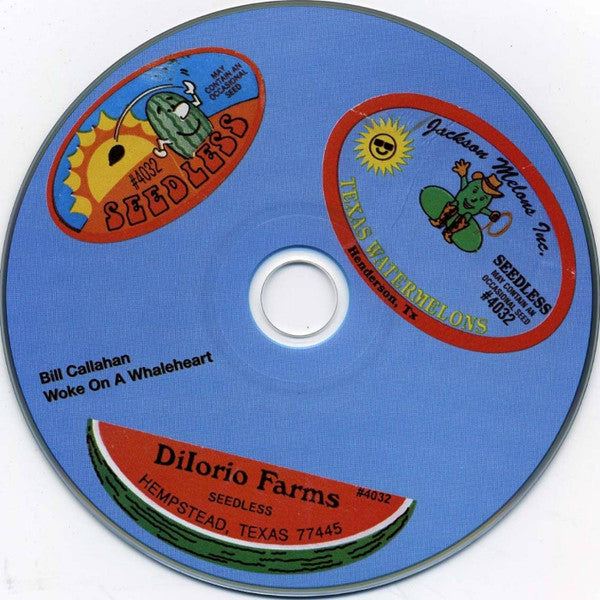 MAY
CONTAIN AN
OCCASIONAL
SEED
#4032
SEEDLESS
Jackson Melons Inc.
TEXAS WATERMELONS
Henderson, Tx
SEEDLESS
MAY CONTAIN AN
OCCASIONAL SEED
#4032
Bill Callahan
Woke On A Whaleheart
DiIorio Farms
#4032
SEEDLESS
HEMPSTEAD, TEXAS 77445